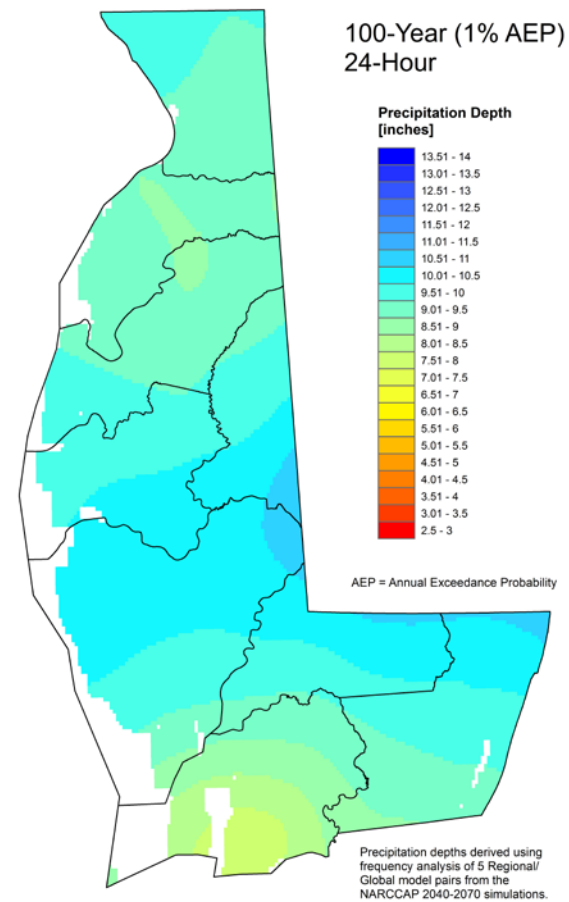 100-Year (1% AEP)
24-Hour
Precipitation Depth
[inches]
13.51 - 14
13.01 - 13.5
12.51 - 13
12.01 - 12.5
11.51 - 12
11.01 - 11.5
10.51 - 11
10.01 - 10.5
9.51 - 10
9.01 - 9.5
8.51 - 9
8.01 - 8.5
7.51 - 8
7.01 - 7.5
6.51 - 7
6.01 - 6.5
5.51 - 6
5.01 - 5.5
4.51 - 5
4.01 - 4.5
3.51 - 4
3.01 - 3.5
2.5 - 3
AEP = Annual Exceedance Probability
Precipitation depths derived using
frequency analysis of 5 Regional/
Global model pairs from the
NARCCAP 2040-2070 simulations.